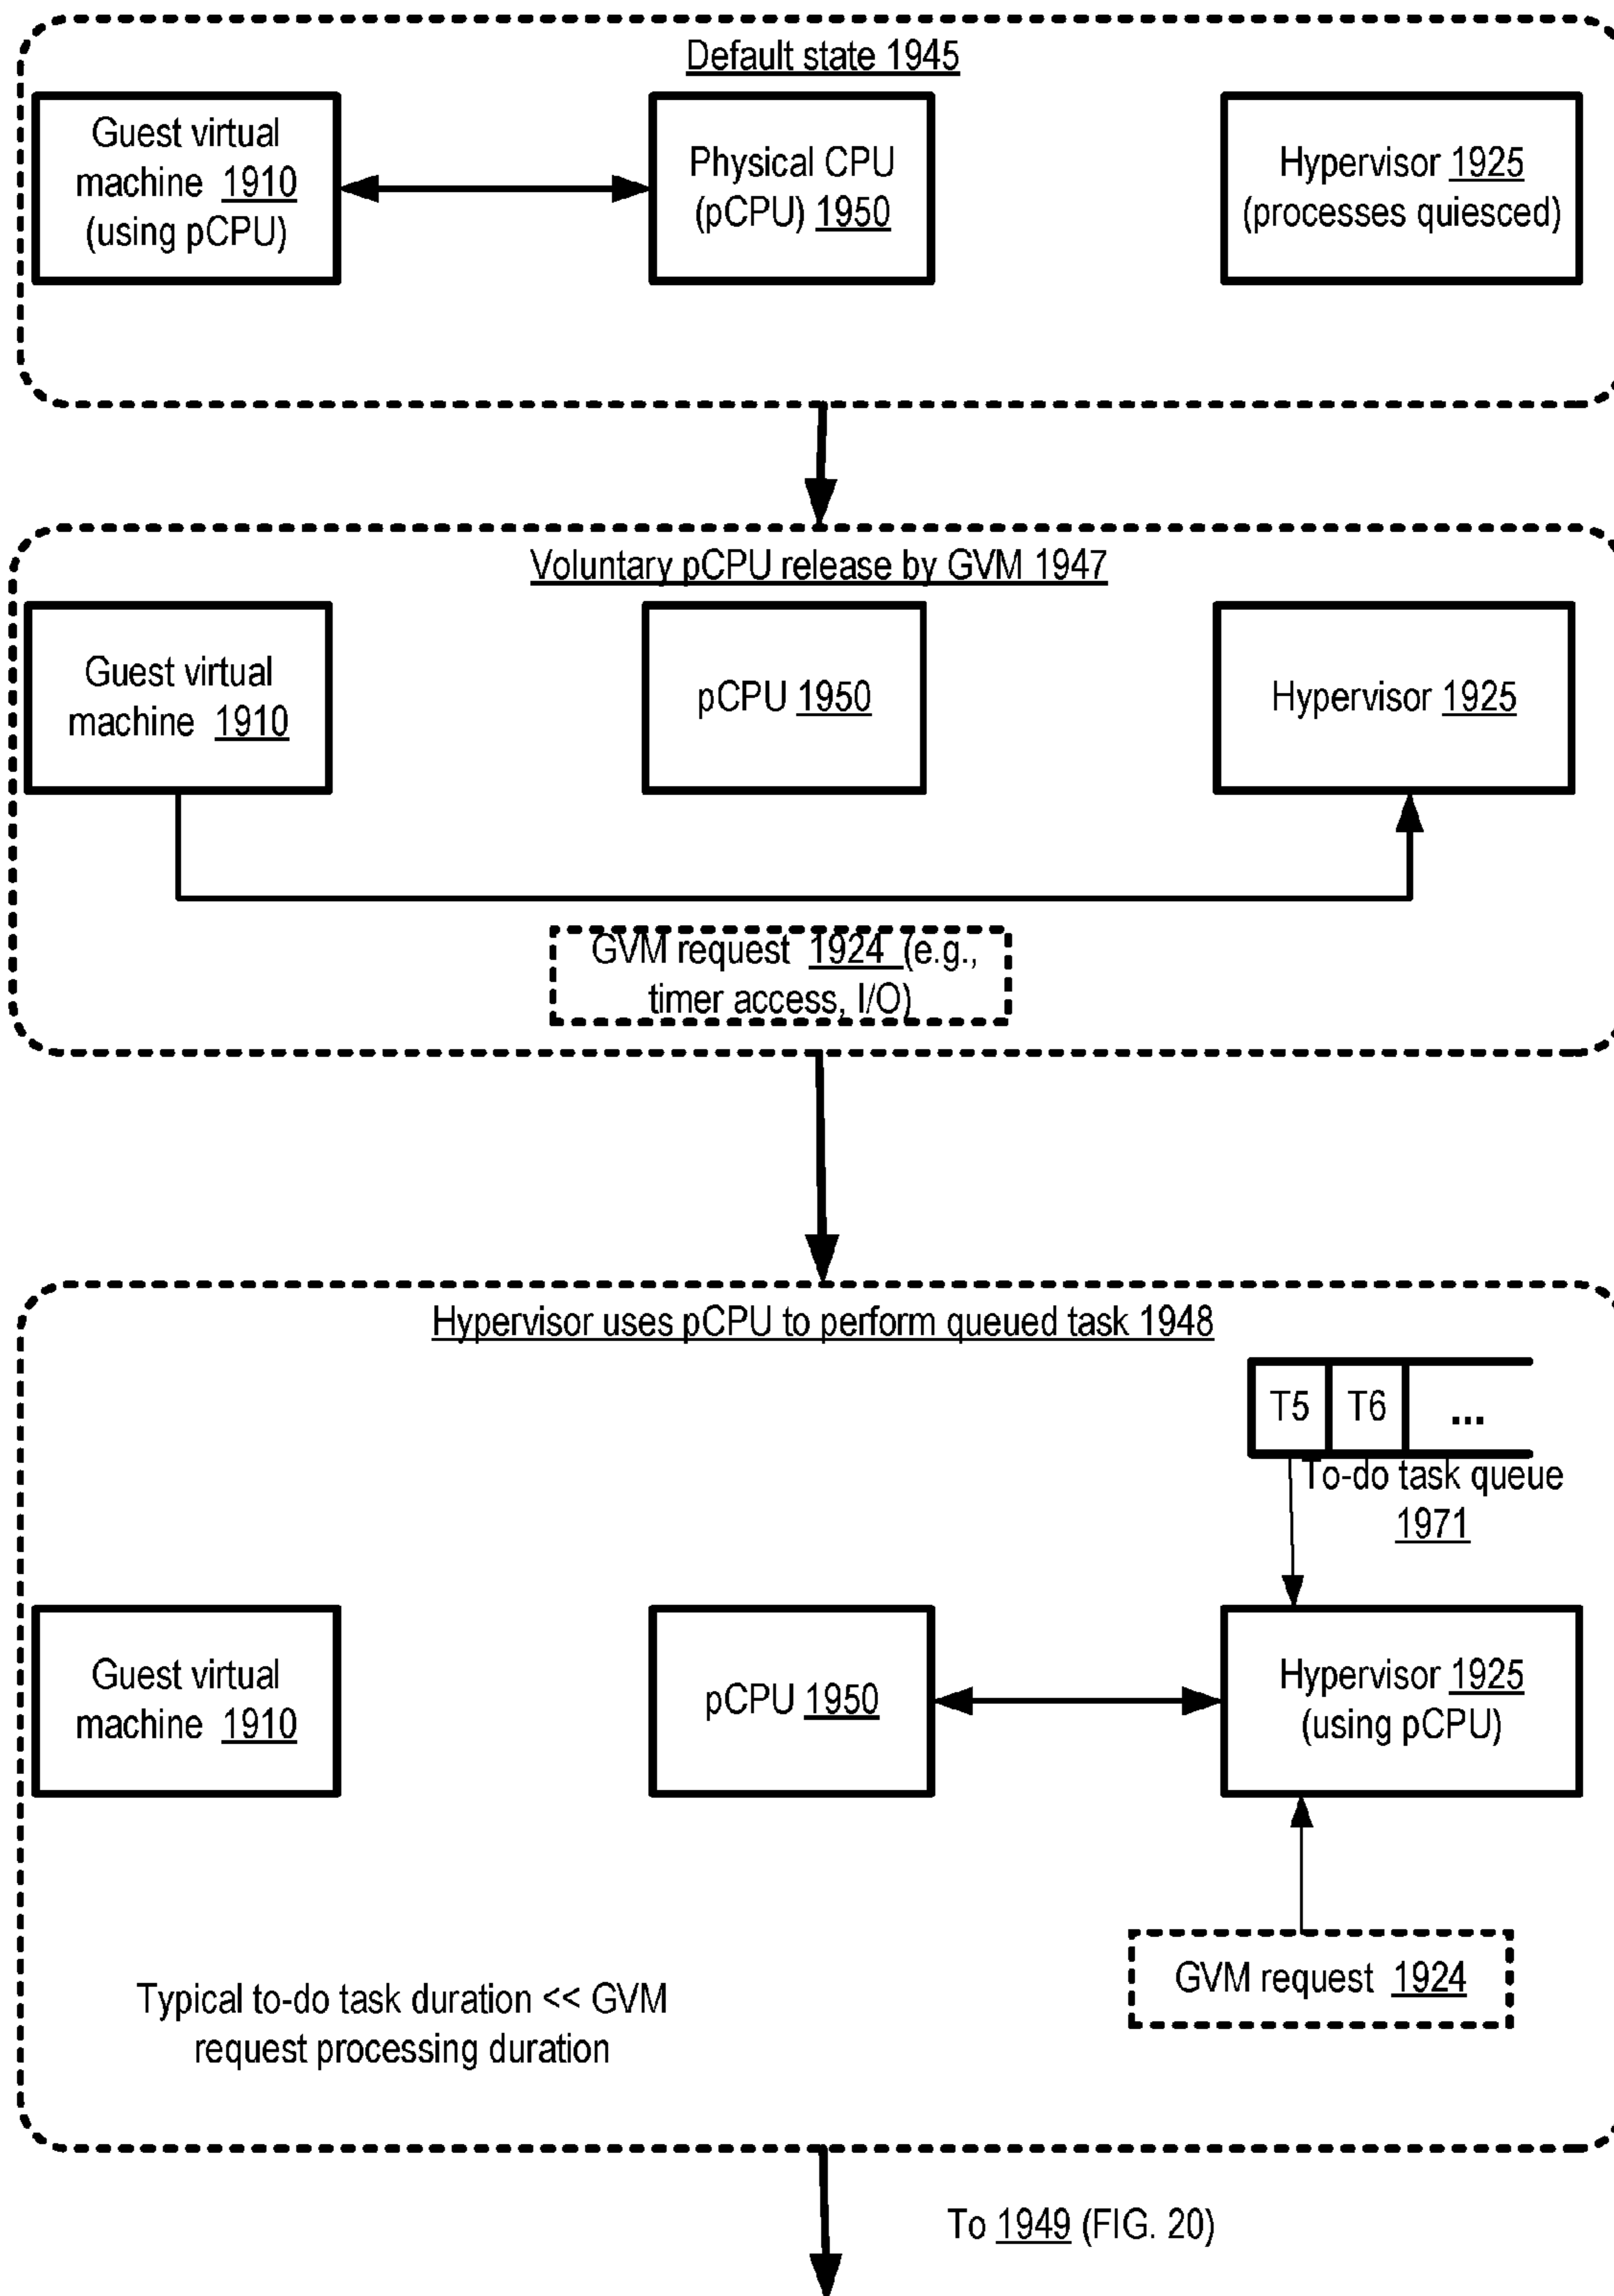 Default state 1945
Guest virtual
machine 1910
(using pCPU)
Physical CPU
(pCPU) 1950
Hypervisor 1925
(processes quiesced)
Voluntary pCPU release by GVM 1947
Guest virtual
machine 1910
pCPU 1950
Hypervisor 1925
GVM request 1924 (e.g.,
timer access, I/O)
Hypervisor uses pCPU to perform queued task 1948
T5
T6
...
To-do task queue
1971
Guest virtual
machine 1910
pCPU 1950
Hypervisor 1925
(using pCPU)
GVM request 1924
Typical to-do task duration << GVM
request processing duration
To 1949 (FIG. 20)